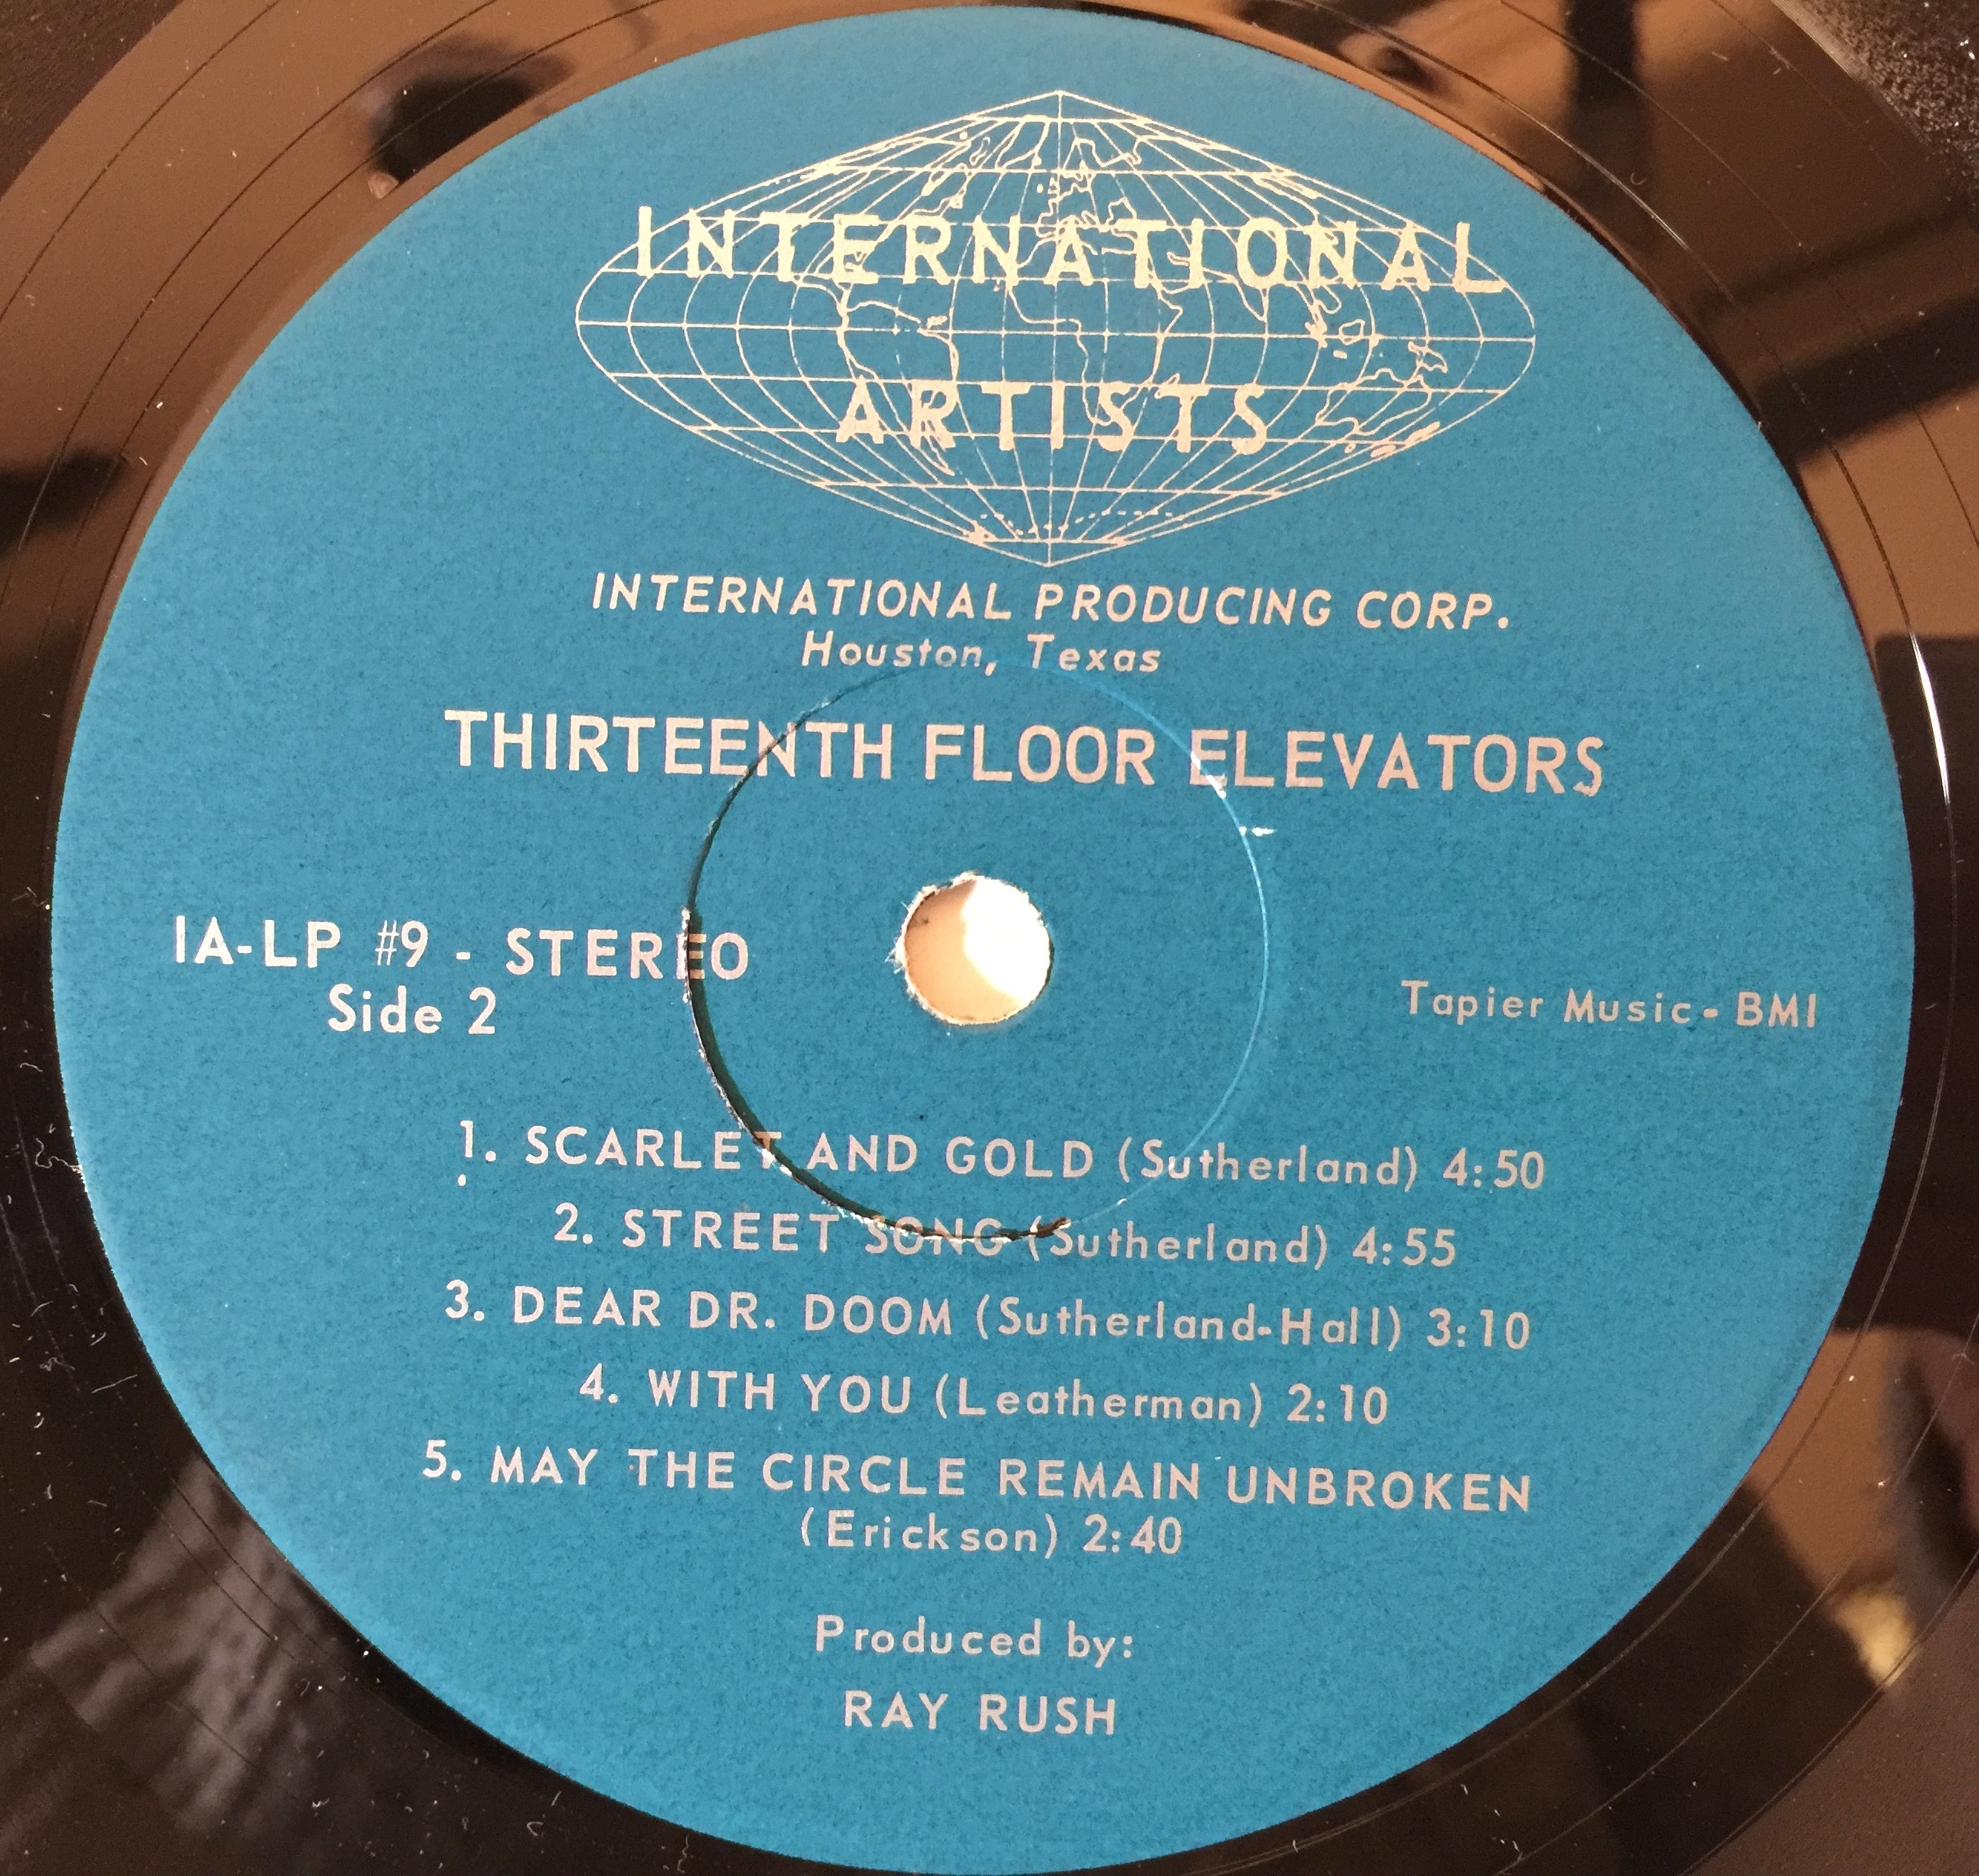 INTERNATIONAL
ARTISTS
INTERNATIONAL PRODUCING CORP.
Houston, Texas
THIRTEENTH FLOOR ELEVATORS
IA-LP #9 - STEREO
Side 2
Tapier Music - BMI
1. SCARLET AND GOLD (Sutherland) 4:50
2. STREET SONG (Sutherland) 4:55
3. DEAR DR. DOOM (Sutherland-Hall) 3:10
4. WITH YOU (Leatherman) 2:10
5. MAY THE CIRCLE REMAIN UNBROKEN
(Erickson) 2:40
Produced by:
RAY RUSH